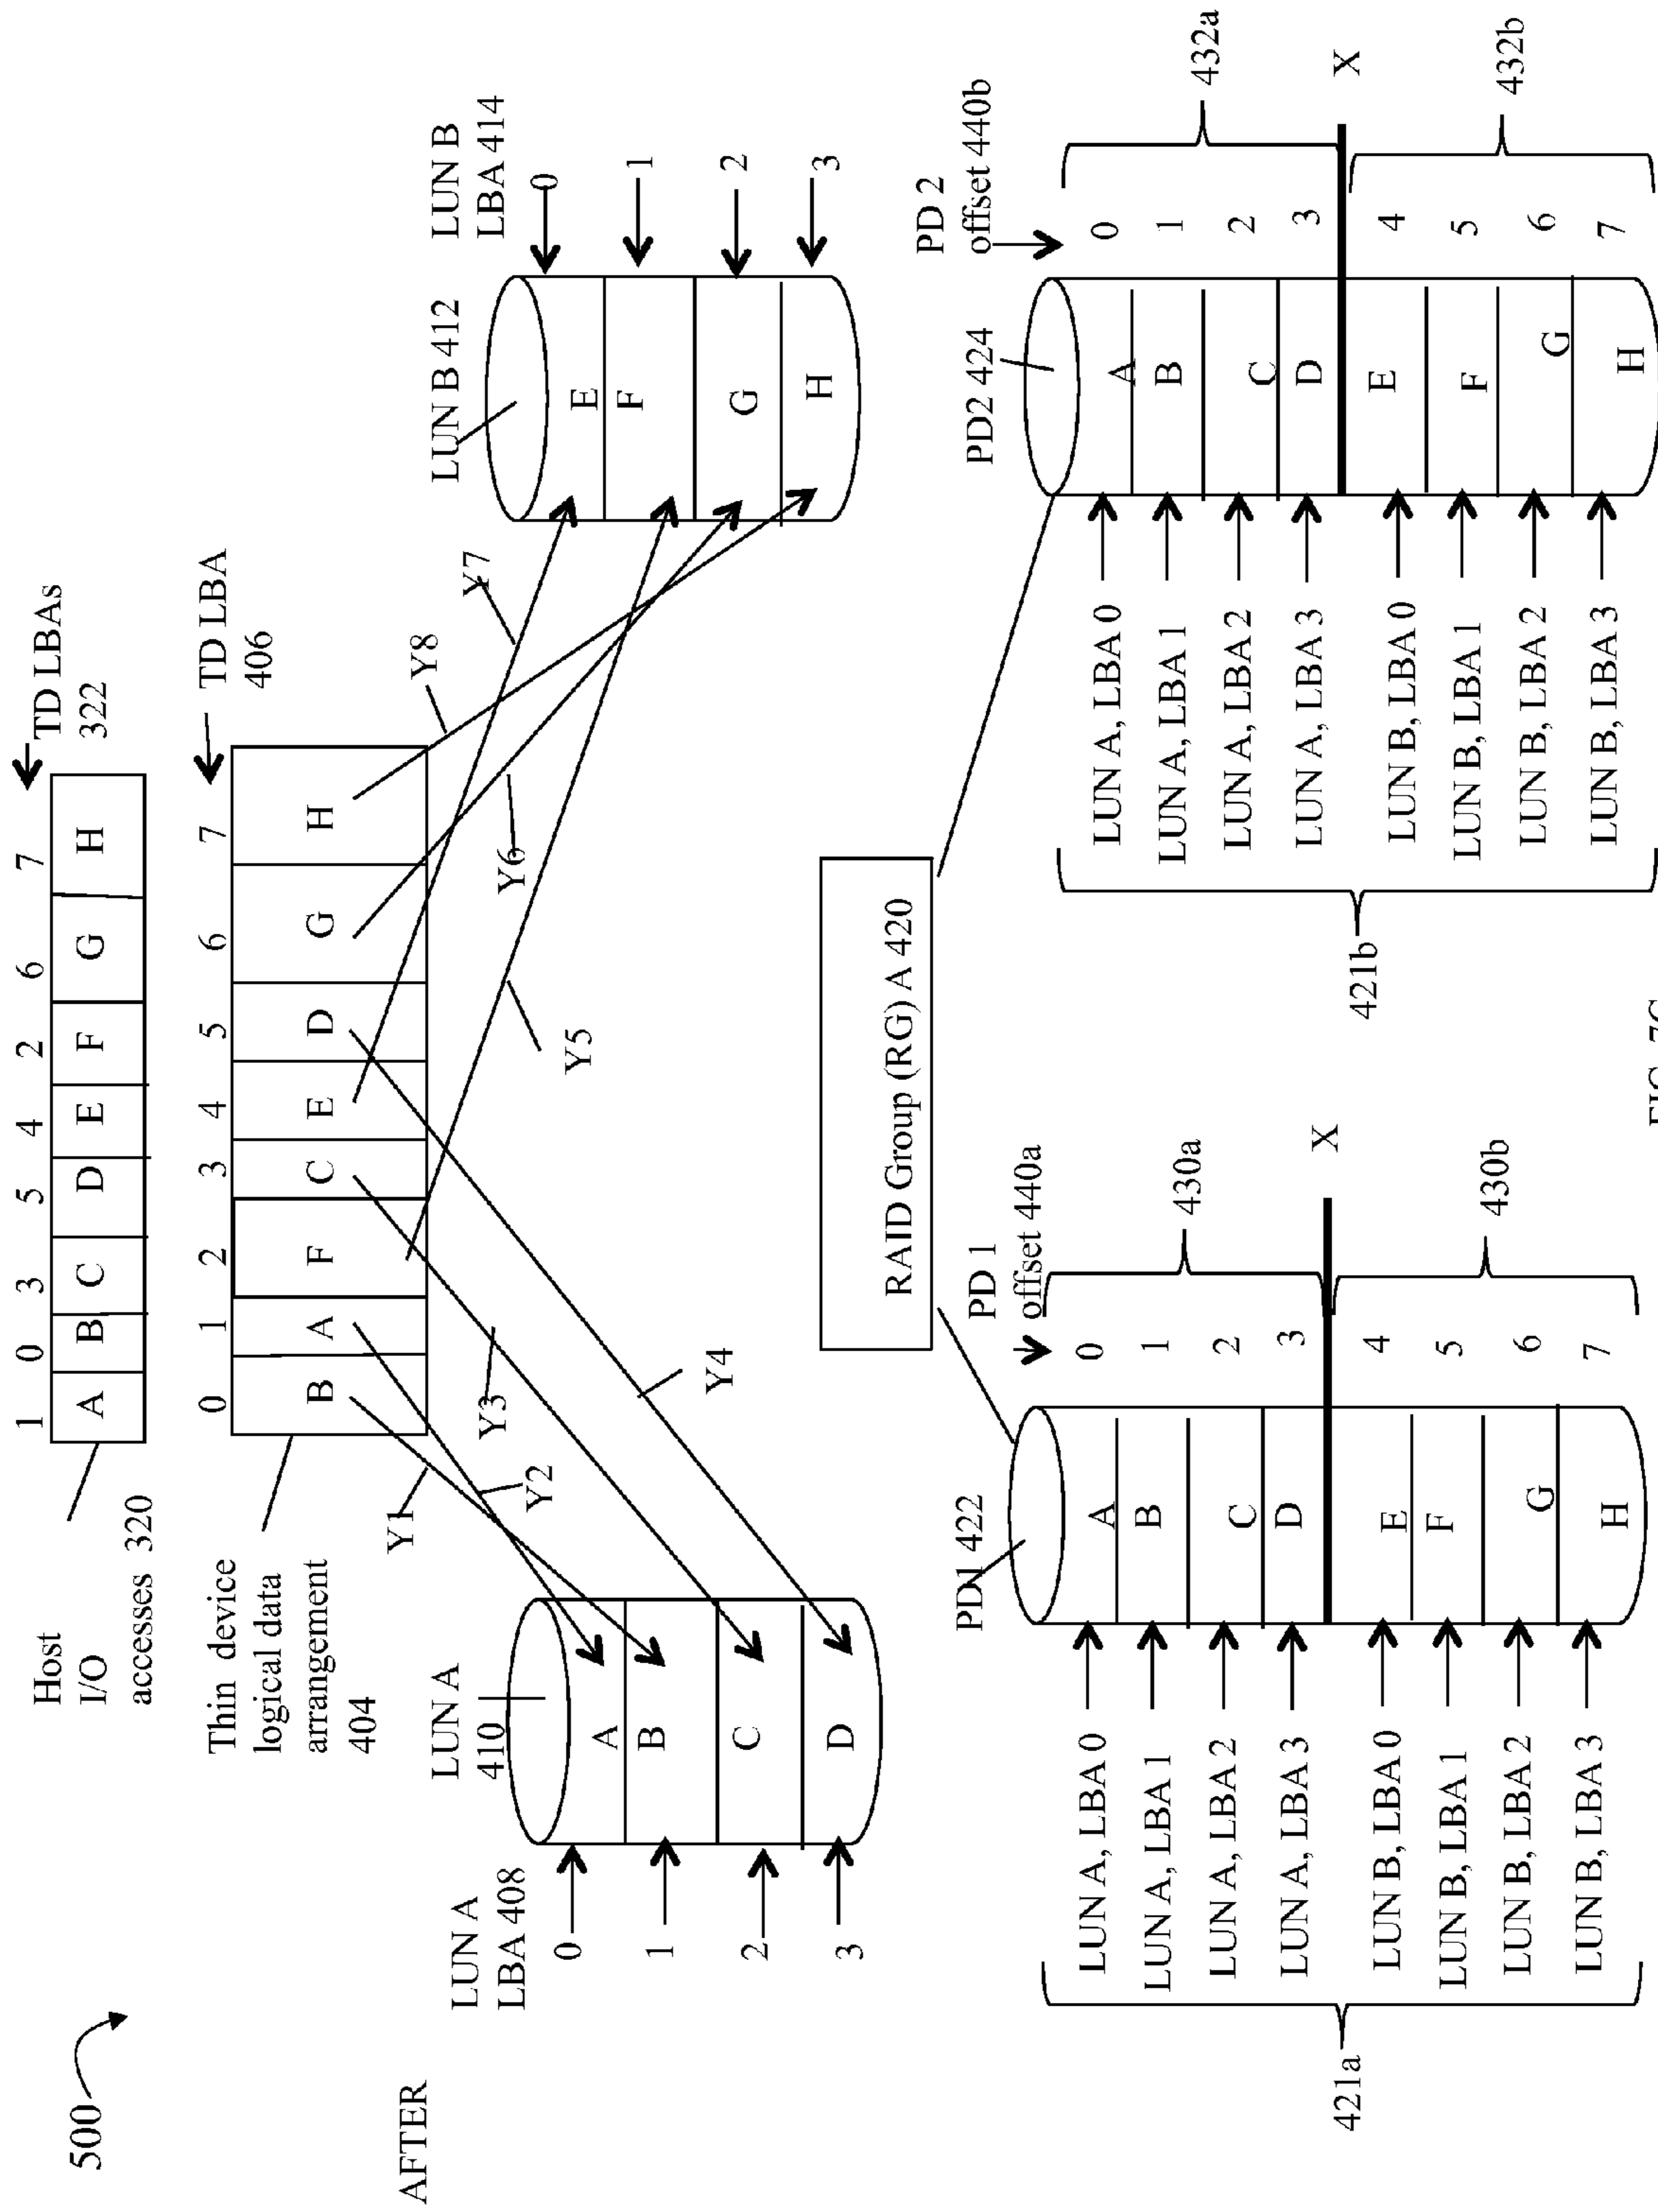 500
AFTER
Host
I/O
accesses 320
1 0 3 5 4 2 6 7
TD LBAs
322
A B C D E F G H
Thin device
logical data
arrangement
404
0 1 2 3 4 5 6 7
TD LBA
406
B A F C E D G H
Y1
Y2
Y3
Y4
Y5
Y6
Y7
Y8
LUN A
LBA 408
0
1
2
3
LUN A
410
A
B
C
D
LUN B 412
E
F
G
H
LUN B
LBA 414
0
1
2
3
RAID Group (RG) A 420
PD1 422
PD 1
offset 440a
LUN A, LBA 0 A 0
LUN A, LBA 1 B 1
LUN A, LBA 2 C 2
LUN A, LBA 3 D 3
X
LUN B, LBA 0 E 4
LUN B, LBA 1 F 5
LUN B, LBA 2 G 6
LUN B, LBA 3 H 7
421a
430a
430b
PD2 424
PD 2
offset 440b
LUN A, LBA 0 A 0
LUN A, LBA 1 B 1
LUN A, LBA 2 C 2
LUN A, LBA 3 D 3
X
LUN B, LBA 0 E 4
LUN B, LBA 1 F 5
LUN B, LBA 2 G 6
LUN B, LBA 3 H 7
421b
432a
432b